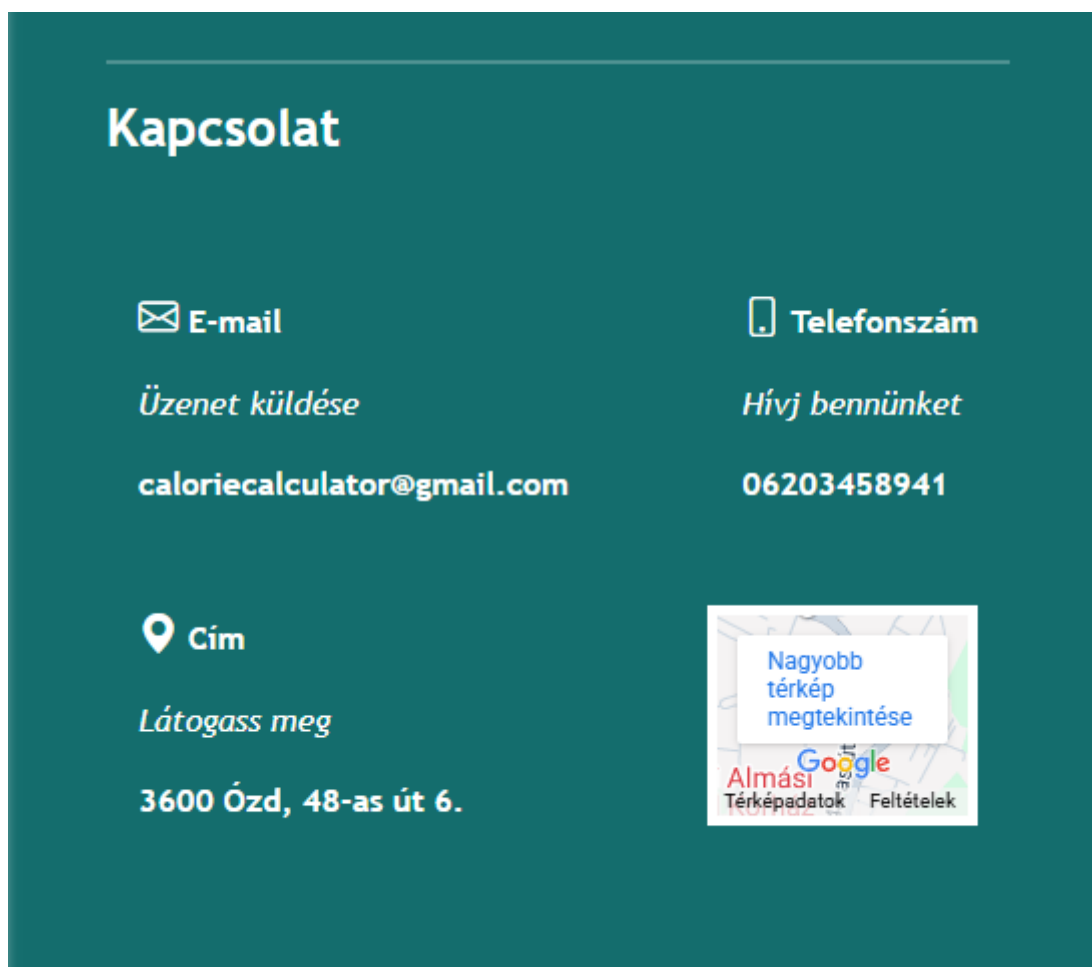 Kapcsolat
E-mail
Telefonszám
Üzenet küldése
Hívj bennünket
caloriecalculator@gmail.com
06203458941
Cím
Látogass meg
3600 Ózd, 48-as út 6.
Nagyobb
térkép
megtekintése
Google
Almási
Térképadatok Feltételek